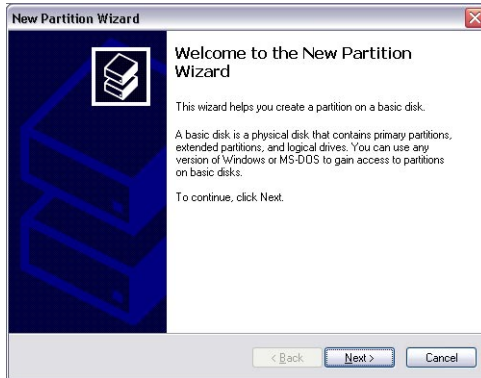 New Partition Wizard
Welcome to the New Partition
Wizard
This wizard helps you create a partition on a basic disk.
A basic disk is a physical disk that contains primary partitions,
extended partitions, and logical drives. You can use any
version of Windows or MS-DOS to gain access to partitions
on basic disks.
To continue, click Next.
< Back Next > Cancel